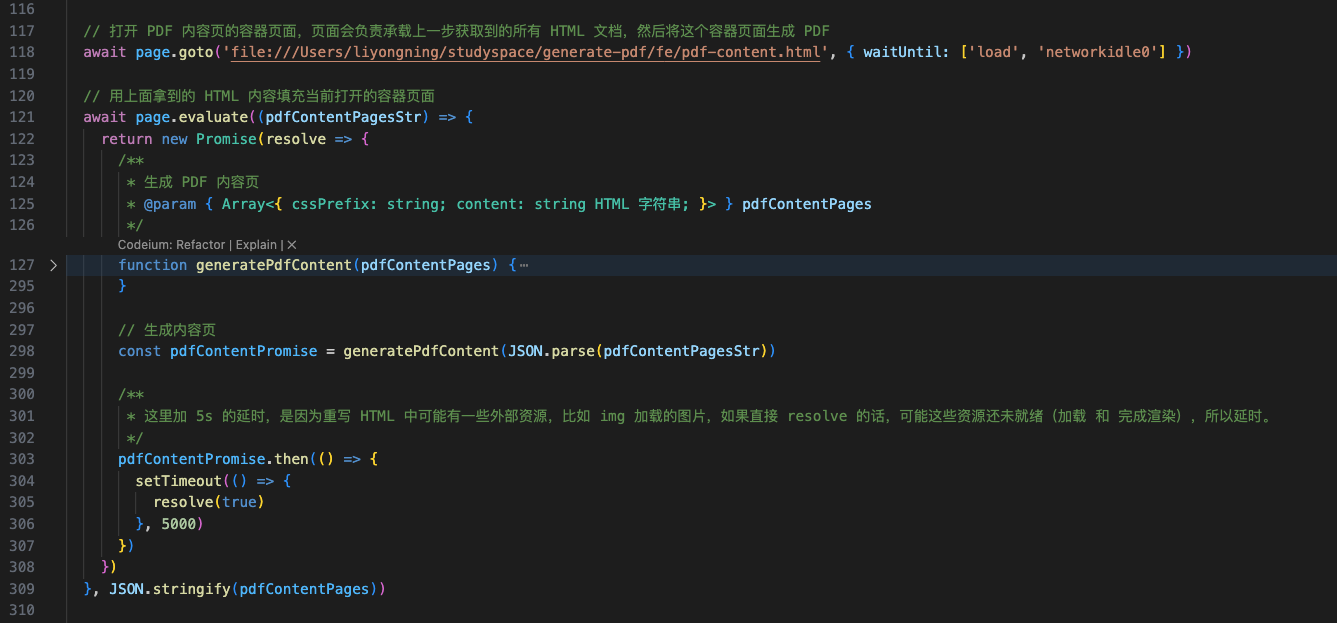 116
117 // 打开 PDF 内容页的容器页面，页面会负责承载上一步获取到的所有 HTML 文档，然后将这个容器页面生成 PDF
118 await page.goto('file:///Users/liyongning/studyspace/generate-pdf/fe/pdf-content.html', { waitUntil: ['load', 'networkidle0'] })
119
120 // 用上面拿到的 HTML 内容填充当前打开的容器页面
121 await page.evaluate((pdfContentPagesStr) => {
122 return new Promise(resolve => {
123 /**
124 * 生成 PDF 内容页
125 * @param { Array<{ cssPrefix: string; content: string HTML 字符串; }> } pdfContentPages
126 */
Codeium: Refactor | Explain | ✕
127 > function generatePdfContent(pdfContentPages) { ⋯
295 }
296
297 // 生成内容页
298 const pdfContentPromise = generatePdfContent(JSON.parse(pdfContentPagesStr))
299
300 /**
301 * 这里加 5s 的延时，是因为重写 HTML 中可能有一些外部资源，比如 img 加载的图片，如果直接 resolve 的话，可能这些资源还未就绪（加载 和 完成渲染），所以延时。
302 */
303 pdfContentPromise.then(() => {
304 setTimeout(() => {
305 resolve(true)
306 }, 5000)
307 })
308 })
309 }, JSON.stringify(pdfContentPages))
310